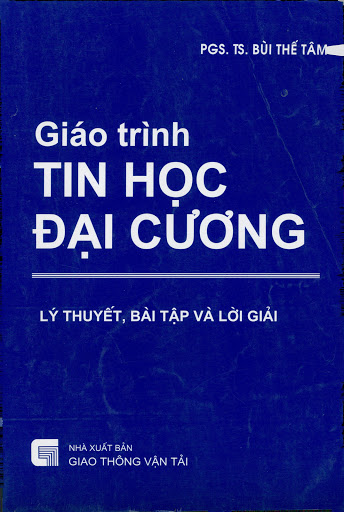 PGS. TS. BÙI THẾ TÂM
Giáo trình
TIN HỌC
ĐẠI CƯƠNG
LÝ THUYẾT, BÀI TẬP VÀ LỜI GIẢI
NHÀ XUẤT BẢN
GIAO THÔNG VẬN TẢI